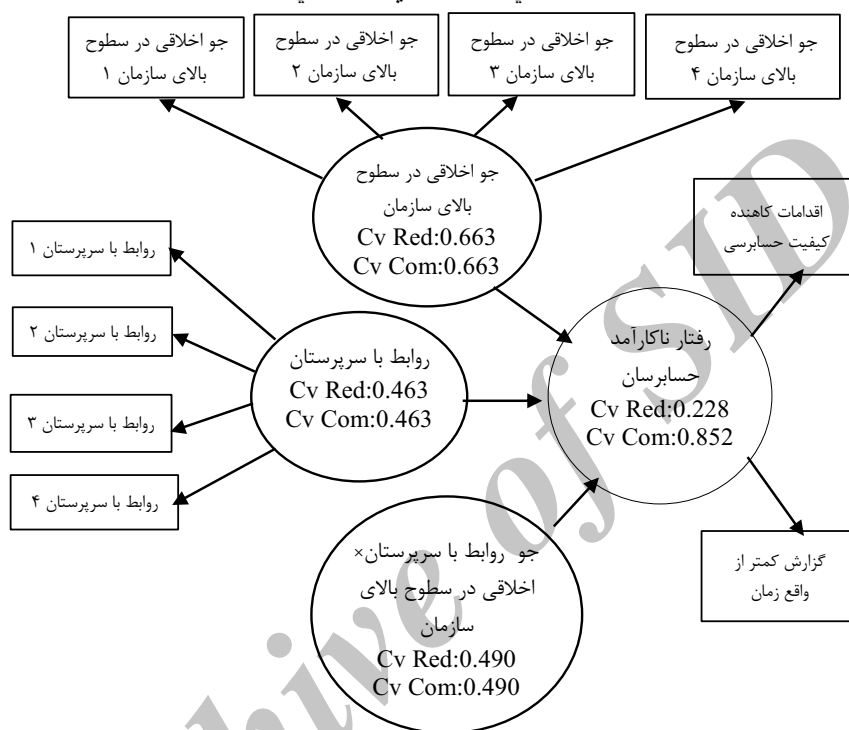 جو اخلاقی در سطوح
بالای سازمان ۱
جو اخلاقی در سطوح
بالای سازمان ۲
جو اخلاقی در سطوح
بالای سازمان ۳
جو اخلاقی در سطوح
بالای سازمان ۴
جو اخلاقی در سطوح
بالای سازمان
Cv Red:0.663
Cv Com:0.663
اقدامات کاهنده
کیفیت حسابرسی
روابط با سرپرستان ۱
روابط با سرپرستان ۲
روابط با سرپرستان ۳
روابط با سرپرستان ۴
روابط با سرپرستان
Cv Red:0.463
Cv Com:0.463
رفتار ناکارآمد
حسابرسان
Cv Red:0.228
Cv Com:0.852
جو روابط با سرپرستان×
اخلاقی در سطوح بالای
سازمان
Cv Red:0.490
Cv Com:0.490
گزارش کمتر از
واقع زمان
Archive of SID